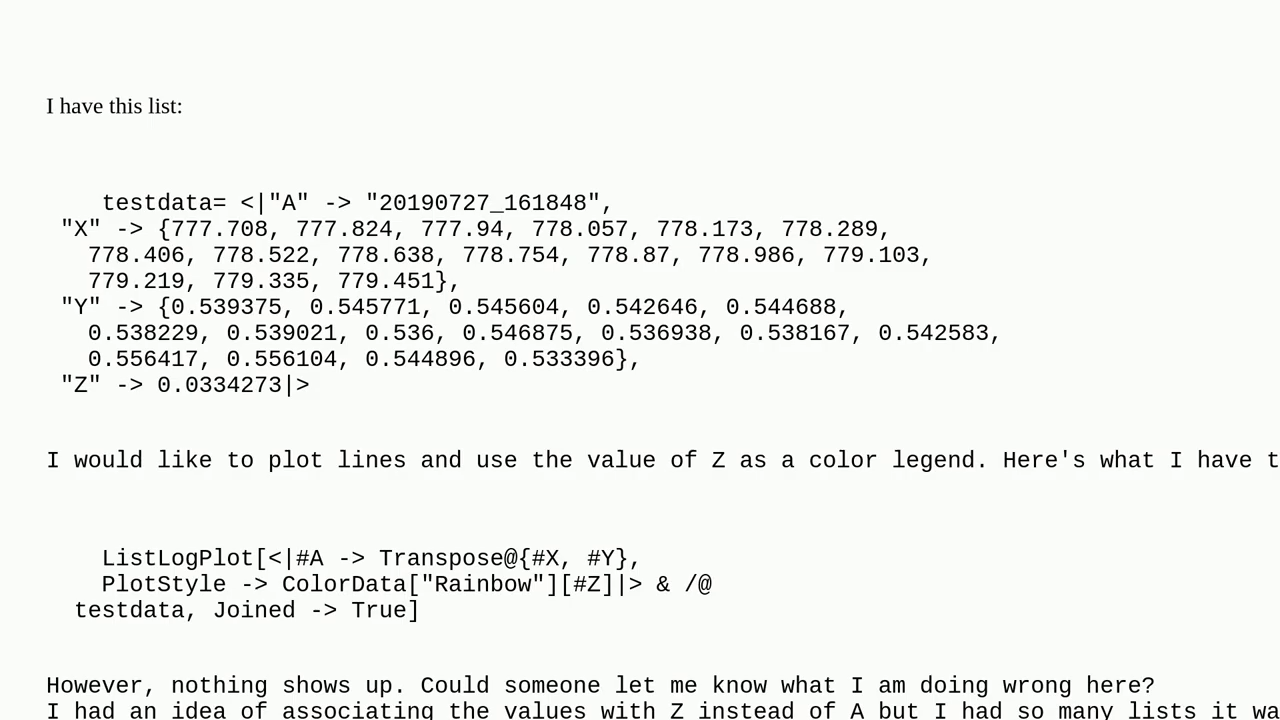 I have this list:
testdata= <|"A" -> "20190727_161848",
"X" -> {777.708, 777.824, 777.94, 778.057, 778.173, 778.289,
778.406, 778.522, 778.638, 778.754, 778.87, 778.986, 779.103,
779.219, 779.335, 779.451},
"Y" -> {0.539375, 0.545771, 0.545604, 0.542646, 0.544688,
0.538229, 0.539021, 0.536, 0.546875, 0.536938, 0.538167, 0.542583,
0.556417, 0.556104, 0.544896, 0.533396},
"Z" -> 0.0334273|>
I would like to plot lines and use the value of Z as a color legend. Here's what I have t
ListLogPlot[<|#A -> Transpose@{#X, #Y},
PlotStyle -> ColorData["Rainbow"][#Z]|> & /@
testdata, Joined -> True]
However, nothing shows up. Could someone let me know what I am doing wrong here?
I had an idea of associating the values with Z instead of A but I had so many lists it wa